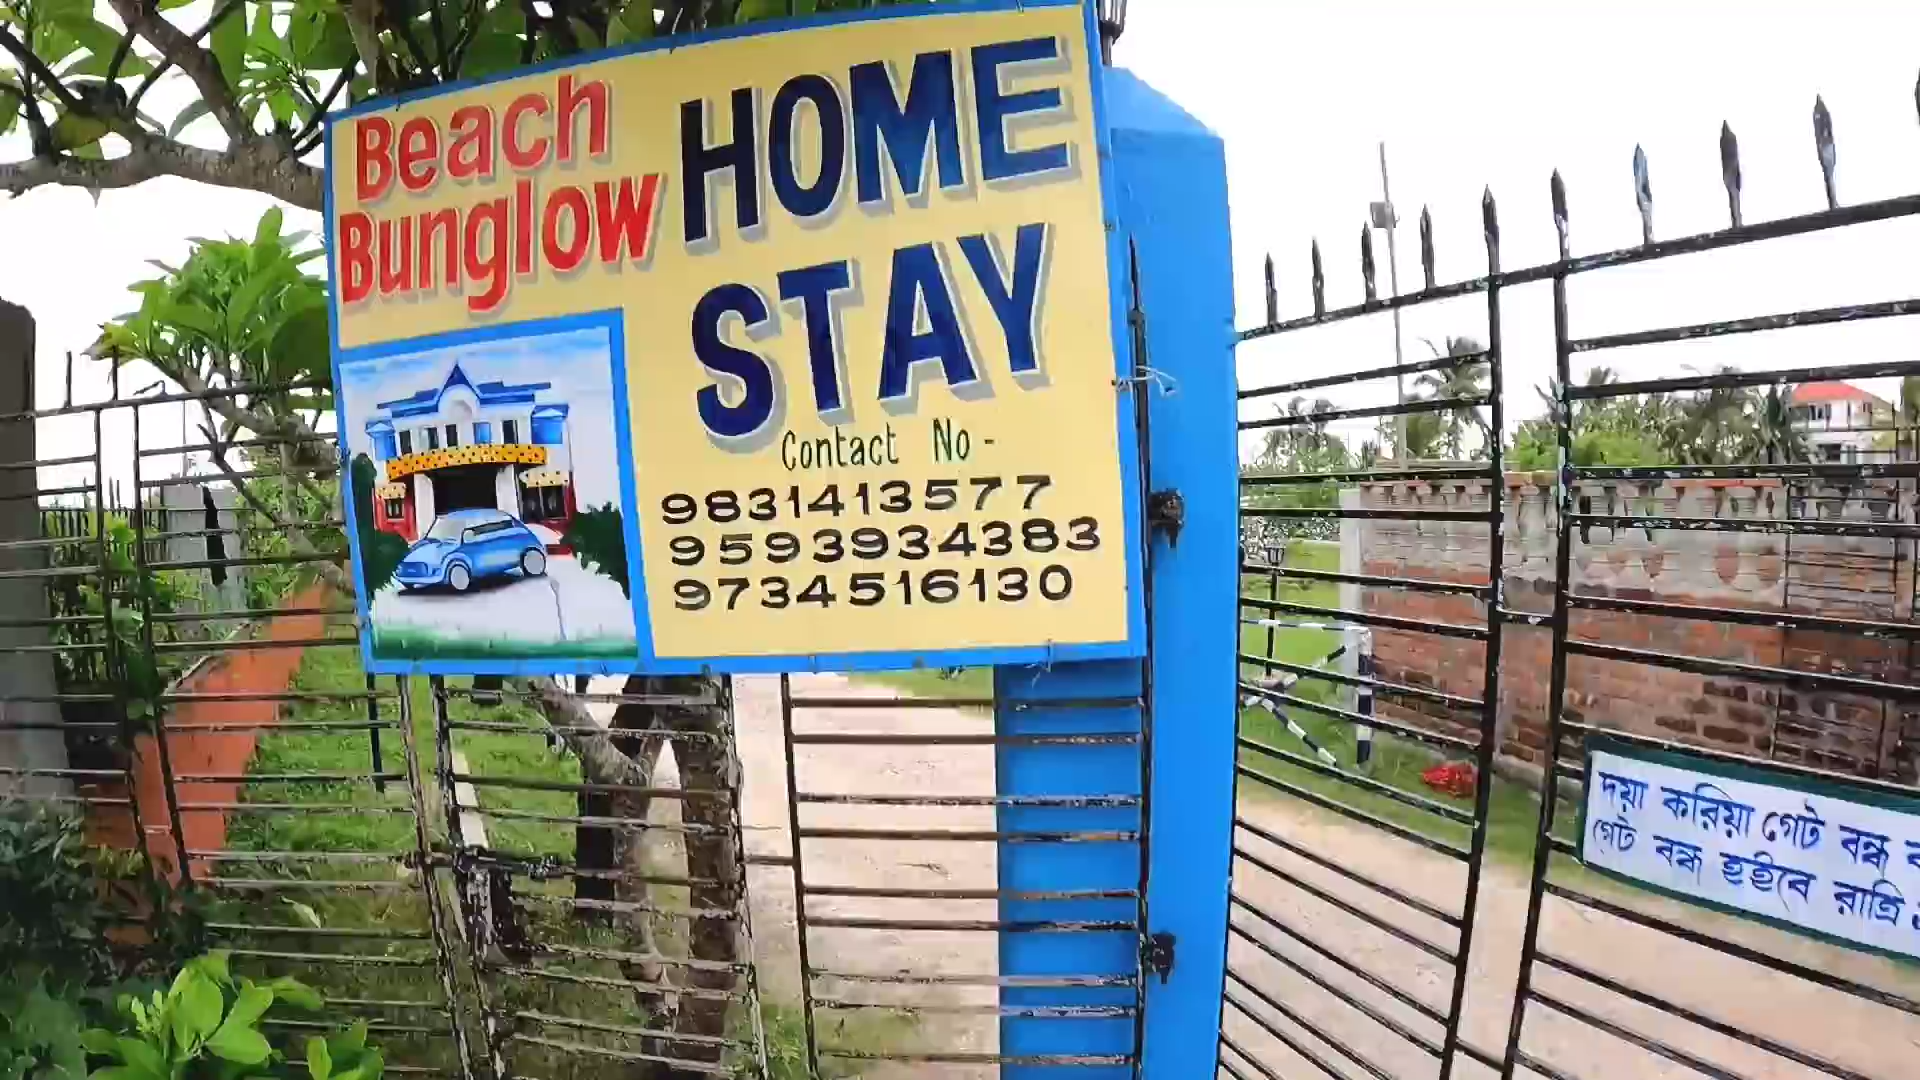 Beach
Bunglow
HOME
STAY
Contact No -
9831413577
9593934383
9734516130
দয়া করিয়া গেট বন্ধ
গেট বন্ধ হইবে রাত্রি